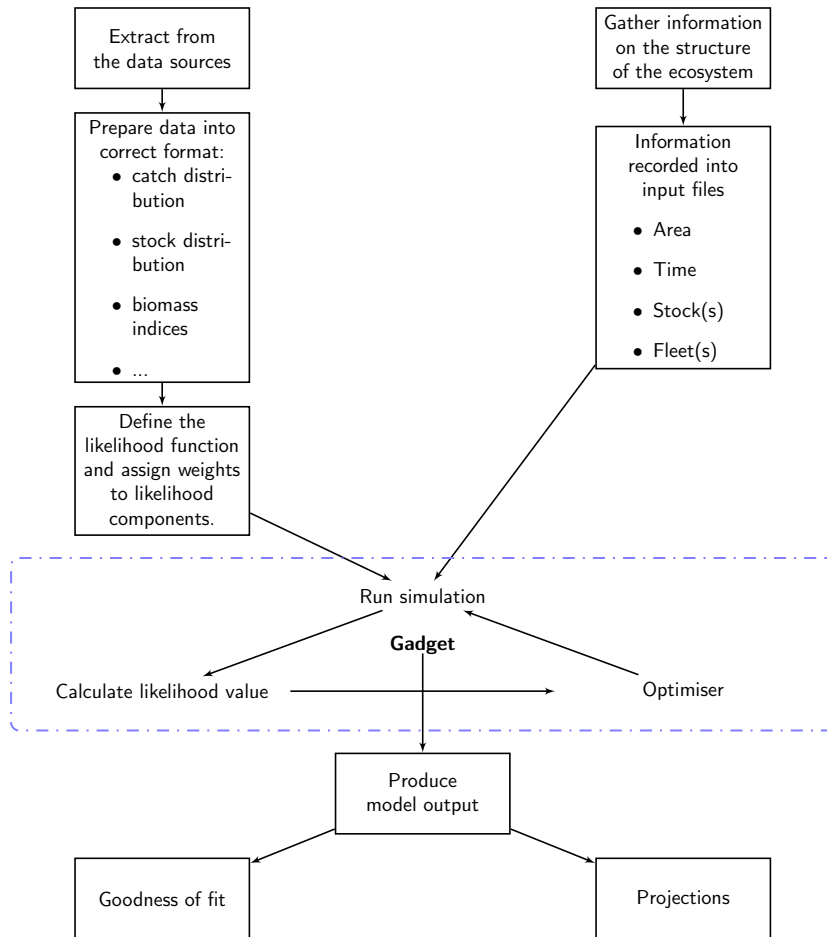 Extract from
the data sources
Gather information
on the structure
of the ecosystem
Prepare data into
correct format:
• catch distri-
bution
• stock distri-
bution
• biomass
indices
• ...
Information
recorded into
input files
• Area
• Time
• Stock(s)
• Fleet(s)
Define the
likelihood function
and assign weights
to likelihood
components.
Run simulation
Gadget
Calculate likelihood value
Optimiser
Produce
model output
Goodness of fit
Projections